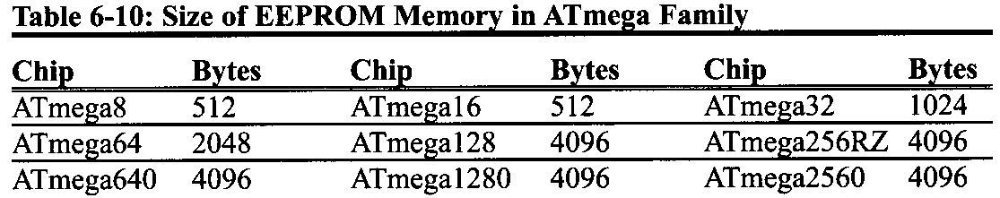 Table 6-10: Size of EEPROM Memory in ATmega Family
Chip Bytes Chip Bytes Chip Bytes
ATmega8 512 ATmega16 512 ATmega32 1024
ATmega64 2048 ATmega128 4096 ATmega256RZ 4096
ATmega640 4096 ATmega1280 4096 ATmega2560 4096